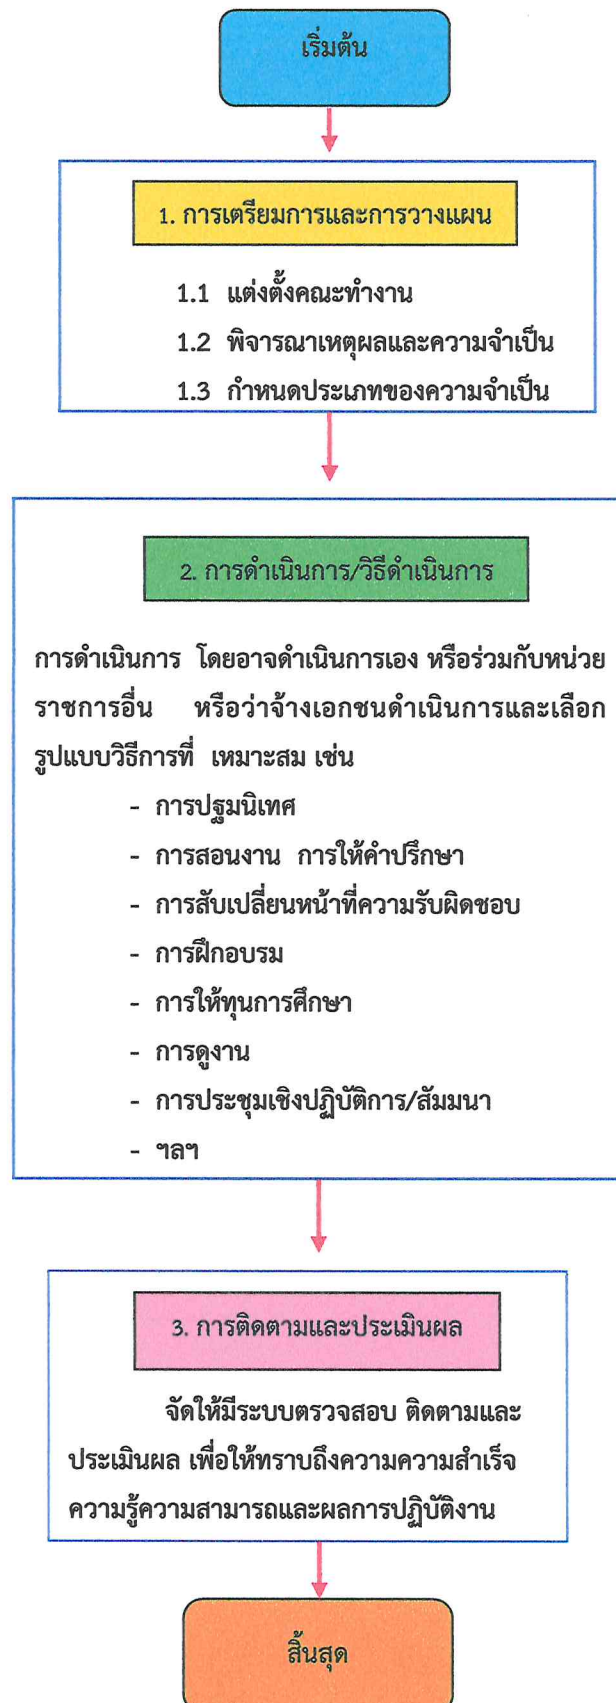 เริ่มต้น
1. การเตรียมการและการวางแผน
1.1 แต่งตั้งคณะทำงาน
1.2 พิจารณาเหตุผลและความจำเป็น
1.3 กำหนดประเภทของความจำเป็น
2. การดำเนินการ/วิธีดำเนินการ
การดำเนินการ โดยอาจดำเนินการเอง หรือร่วมกับหน่วย
ราชการอื่น หรือว่าจ้างเอกชนดำเนินการและเลือก
รูปแบบวิธีการที่ เหมาะสม เช่น
- การปฐมนิเทศ
- การสอนงาน การให้คำปรึกษา
- การสับเปลี่ยนหน้าที่ความรับผิดชอบ
- การฝึกอบรม
- การให้ทุนการศึกษา
- การดูงาน
- การประชุมเชิงปฏิบัติการ/สัมมนา
- ฯลฯ
3. การติดตามและประเมินผล
จัดให้มีระบบตรวจสอบ ติดตามและ
ประเมินผล เพื่อให้ทราบถึงความความสำเร็จ
ความรู้ความสามารถและผลการปฏิบัติงาน
สิ้นสุด